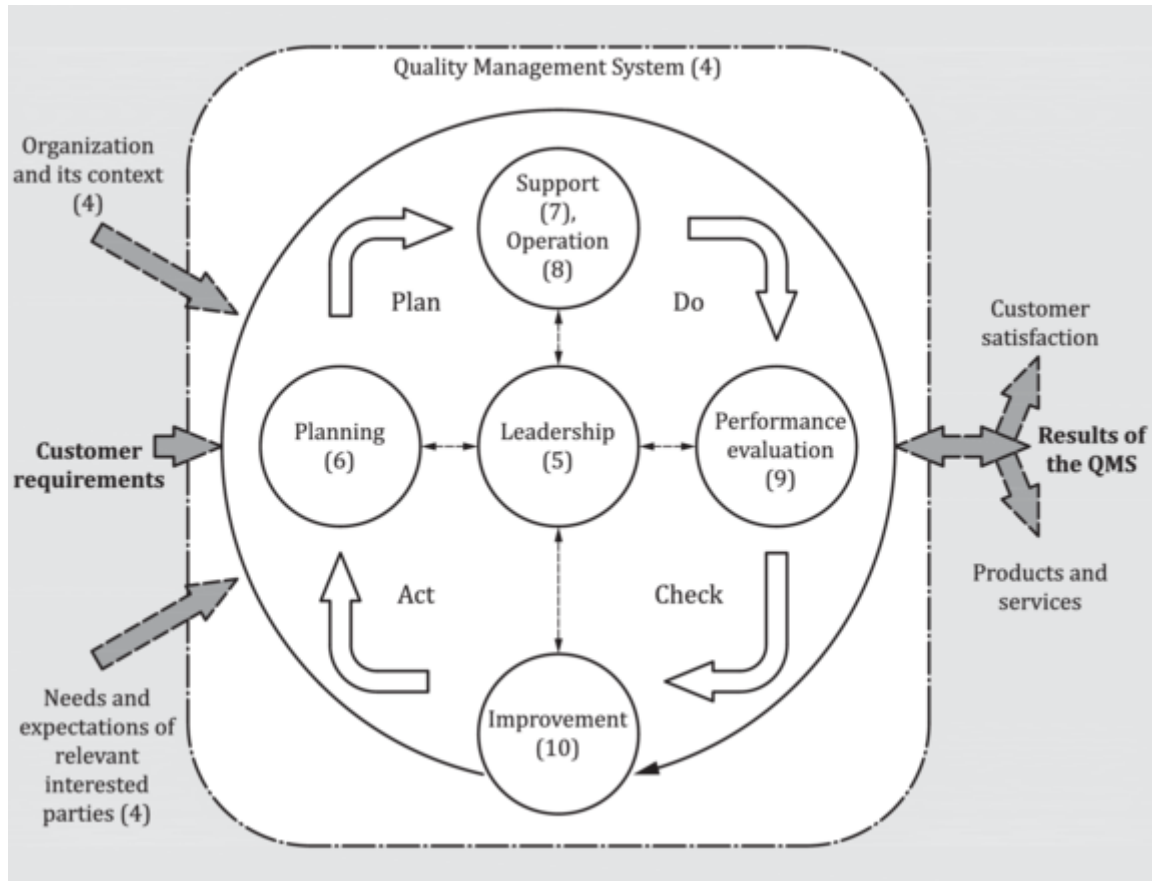 Quality Management System (4)
Organization
and its context
(4)
Support
(7),
Operation
(8)
Plan
Do
Customer
satisfaction
Planning
(6)
Leadership
(5)
Performance
evaluation
(9)
Customer
requirements
Results of
the QMS
Act
Check
Products and
services
Needs and
expectations of
relevant
interested
parties (4)
Improvement
(10)